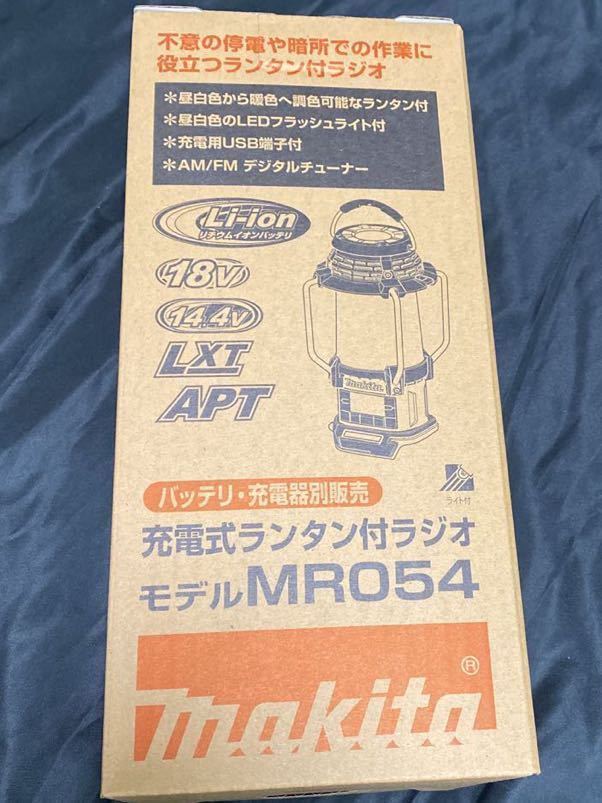 不意の停電や暗所での作業に
役立つランタン付ラジオ
＊昼白色から暖色へ調色可能なランタン付
＊昼白色のLEDフラッシュライト付
＊充電用USB端子付
＊AM/FM デジタルチューナー
Li-ion
リチウムイオンバッテリ
18V
14.4V
LXT
APT
makita
バッテリ・充電器別販売
ライト付
充電式ランタン付ラジオ
モデルMR054
makita®